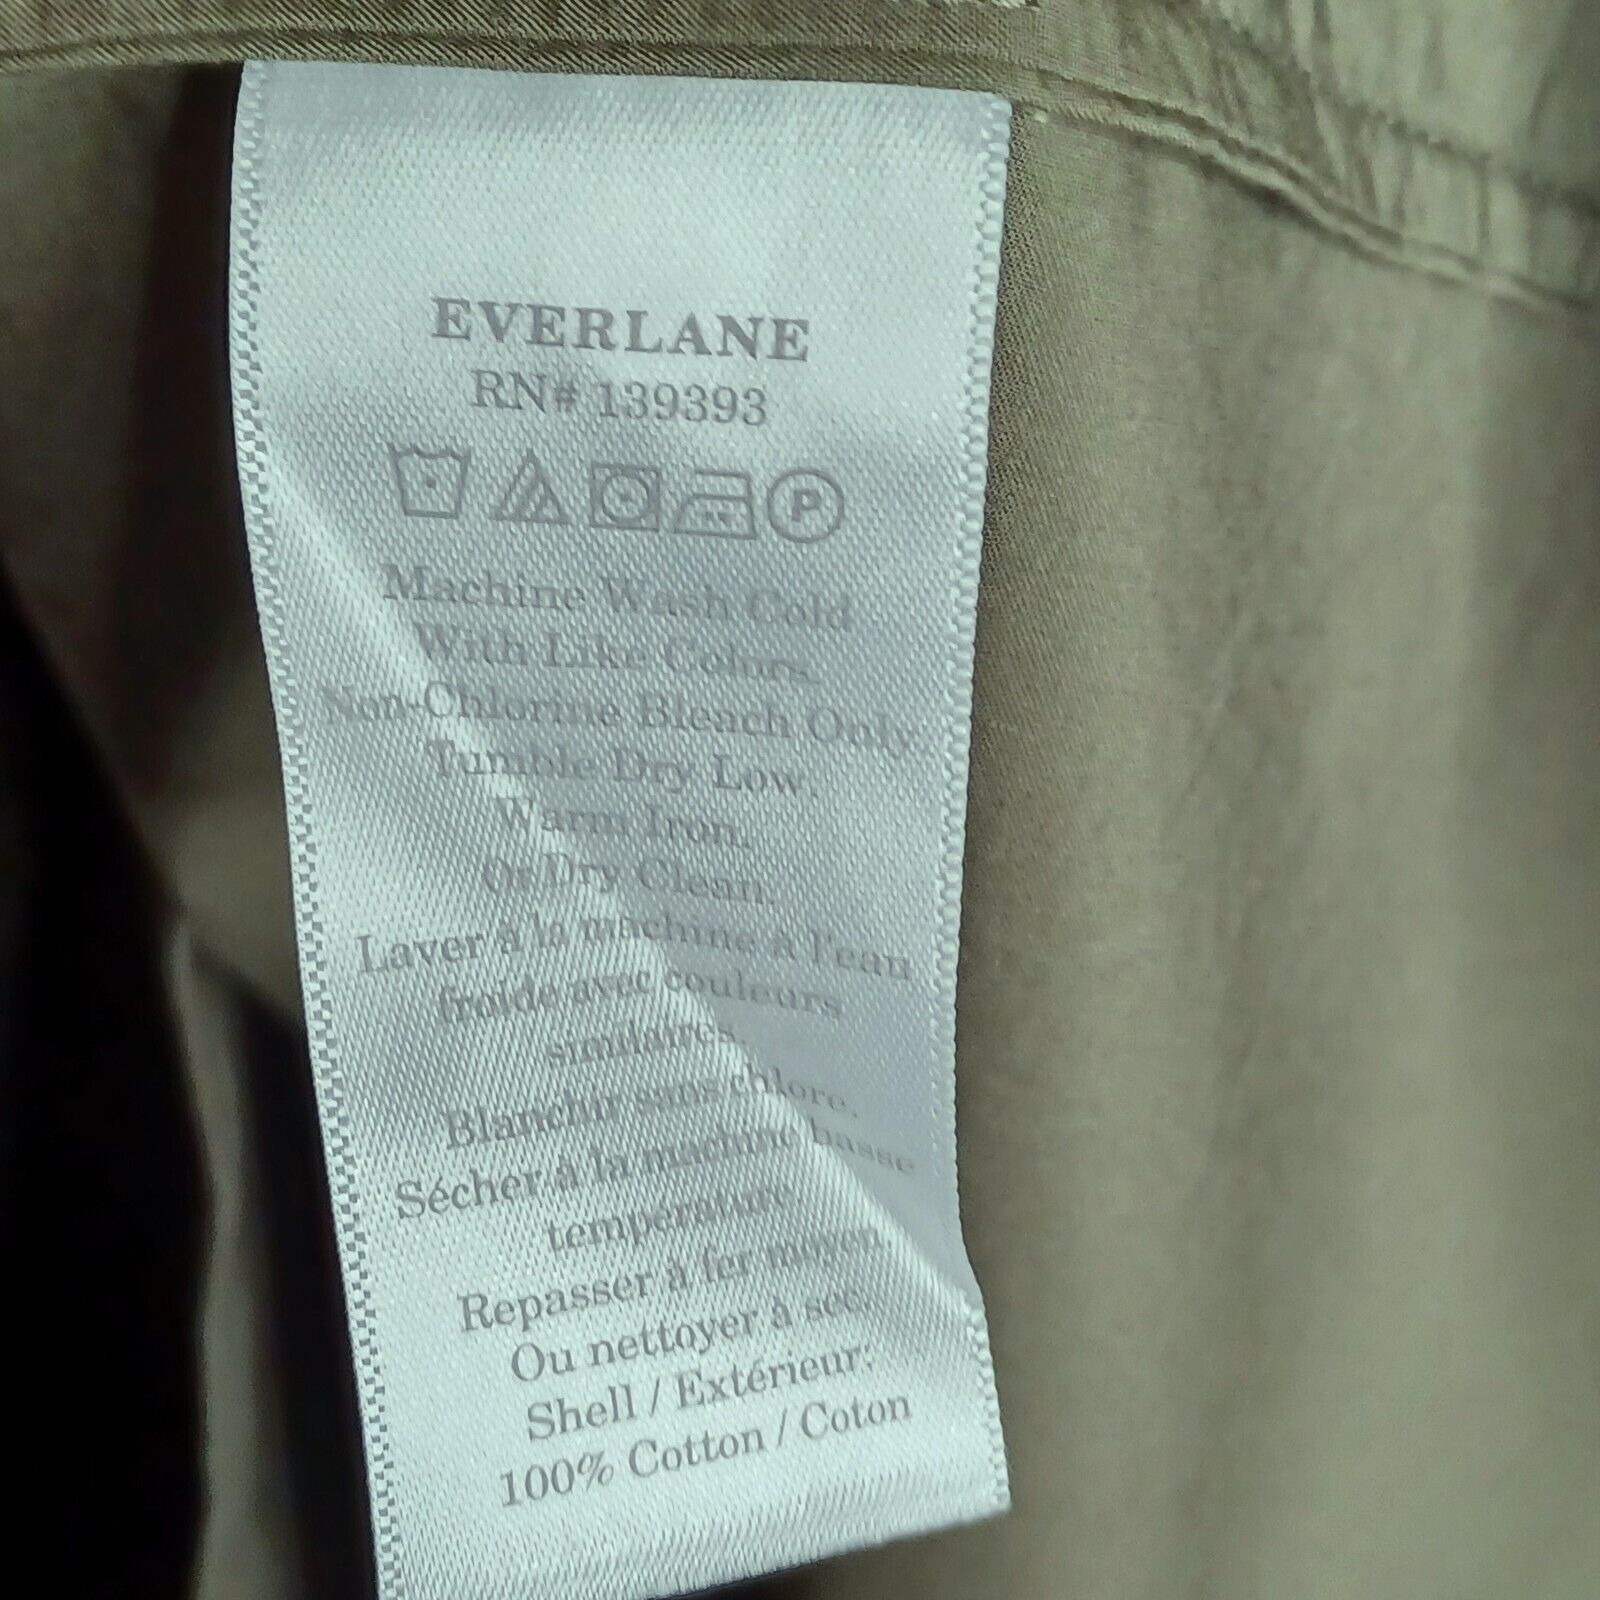 EVERLANE
RN# 139393
P
Machine Wash Cold
With Like Colors.
Non-Chlorine Bleach Only.
Tumble Dry Low.
Warm Iron.
Or Dry Clean.
Laver à la machine à l'eau
froide avec couleurs
similaires.
Blanchir sans chlore.
Sécher à la machine basse
température.
Repasser à fer moyen.
Ou nettoyer à sec.
Shell / Extérieur:
100% Cotton / Coton